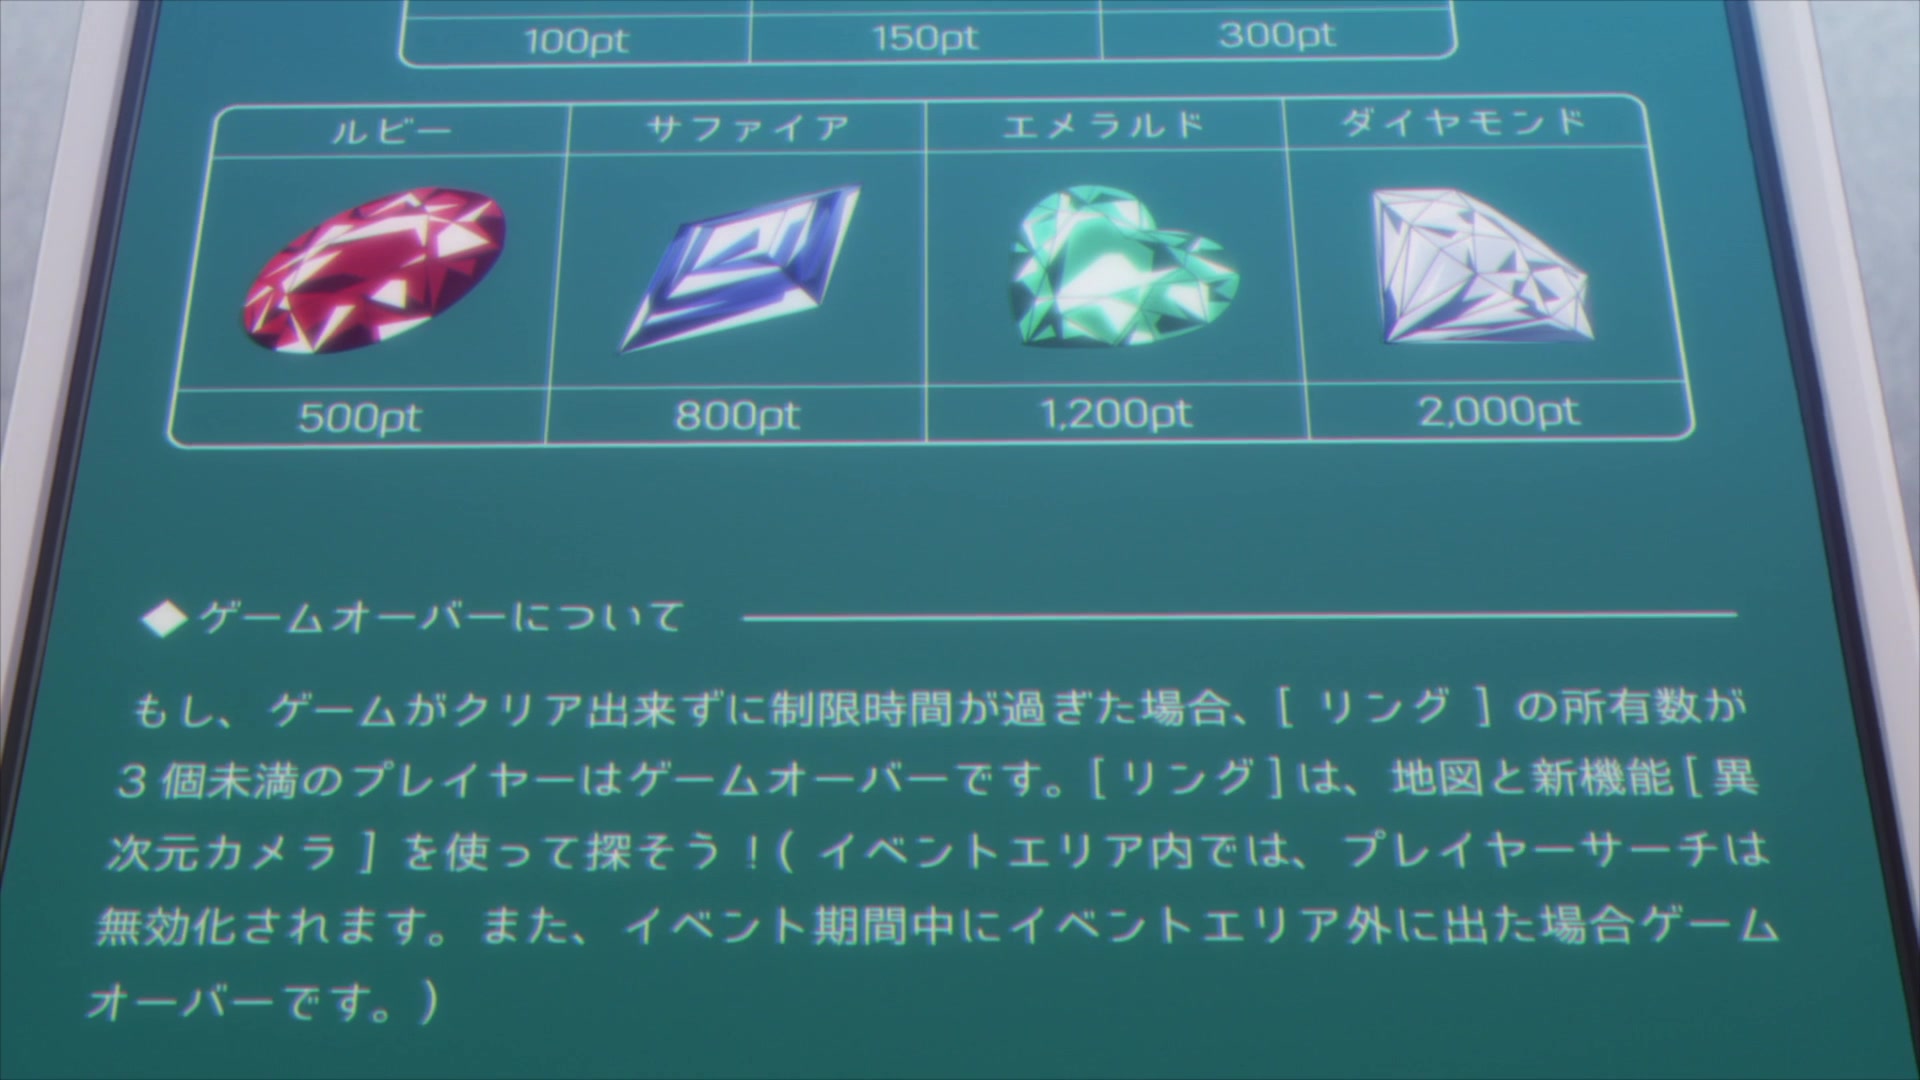 100pt 150pt 300pt
ルビー サファイア エメラルド ダイヤモンド
500pt 800pt 1,200pt 2,000pt
◆ゲームオーバーについて
もし、ゲームがクリア出来ずに制限時間が過ぎた場合、[ リング ] の所有数が
3 個未満のプレイヤーはゲームオーバーです。[ リング ] は、地図と新機能 [ 異
次元カメラ ] を使って探そう！( イベントエリア内では、プレイヤーサーチは
無効化されます。また、イベント期間中にイベントエリア外に出た場合ゲーム
オーバーです。)